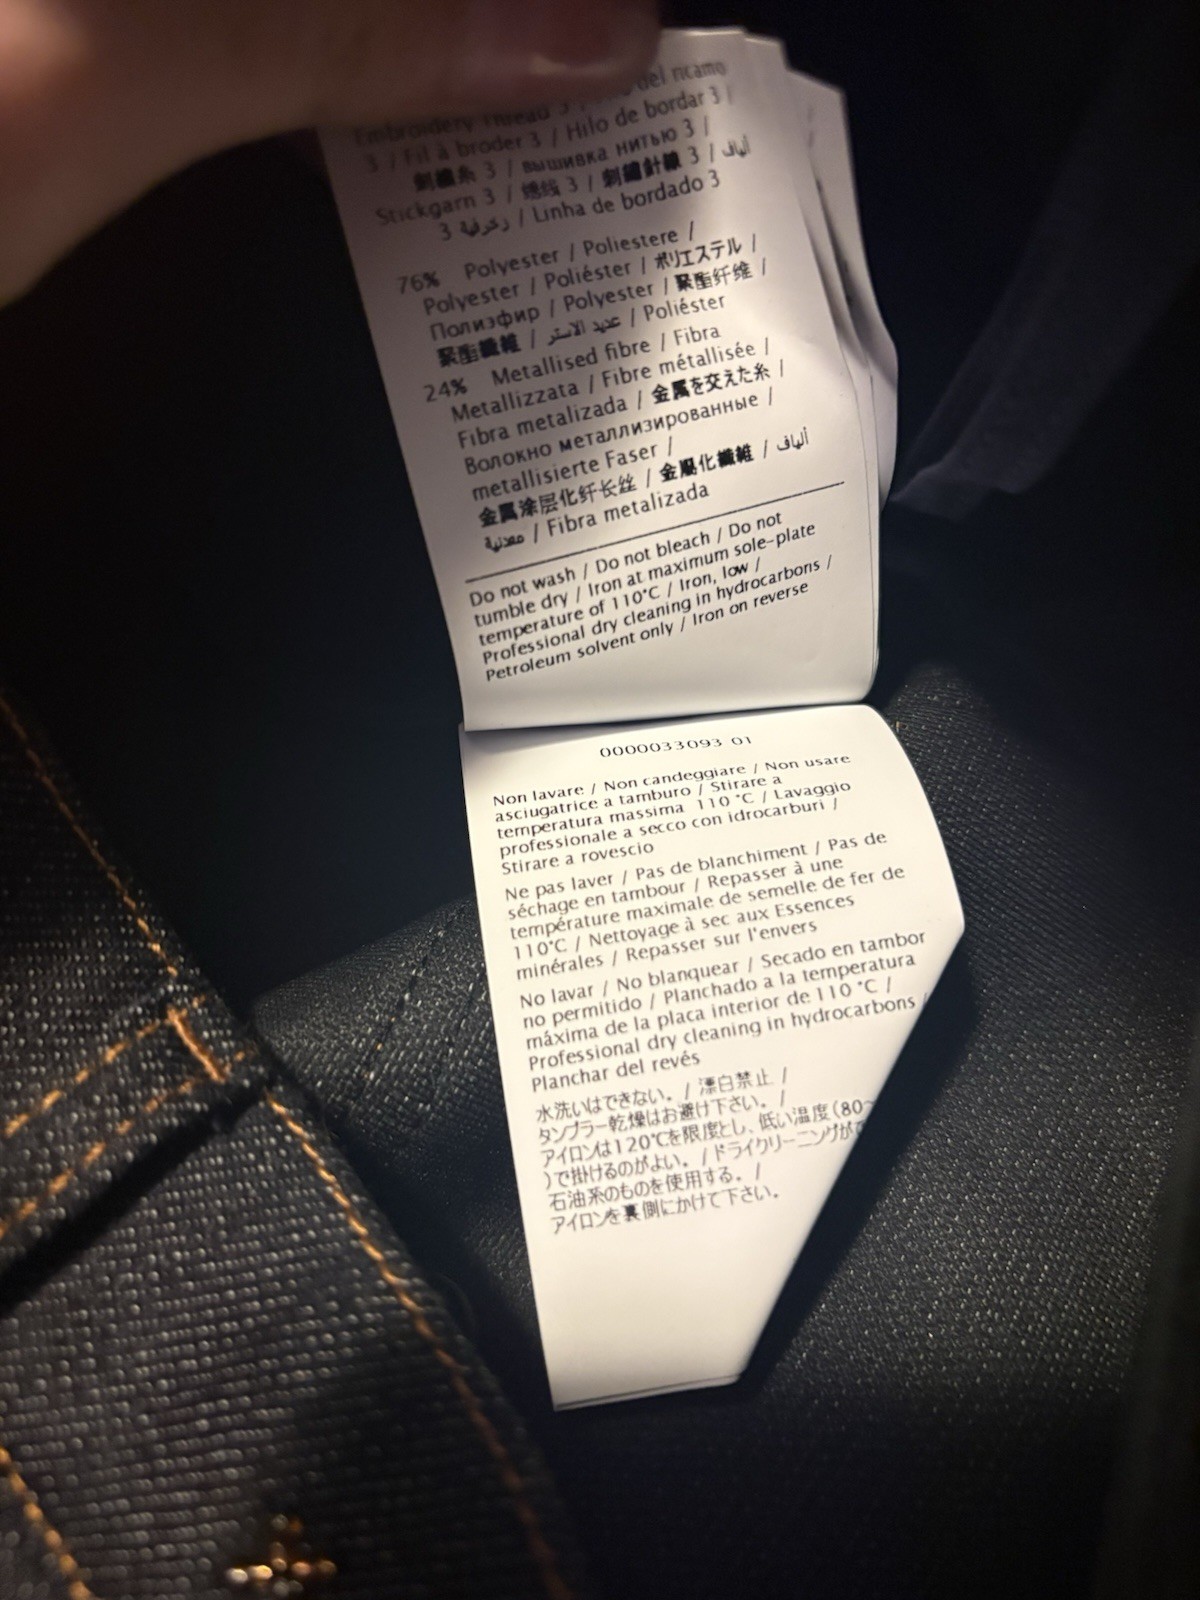 del ricamo
Embroidery Thread 3 /
3 / Fil à broder 3 / Hilo de bordar 3 /
刺繍糸 3 / вышивка нитью 3 /
Stickgarn 3 / 绣线 3 / 刺繡針線 3 / ألياف
زخرفية 3 / Linha de bordado 3
76% Polyester / Poliestere /
Polyester / Poliéster / ポリエステル /
Полиэфир / Polyester / 聚酯纤维 /
聚酯纖維 / عديد الاستر / Poliéster
24% Metallised fibre / Fibra
Metallizzata / Fibre métallisée /
Fibra metalizada / 金属を交えた糸 /
Волокно металлизированные /
metallisierte Faser /
金属涂层化纤长丝 / 金屬化纖維 / ألياف
معدنية / Fibra metalizada
Do not wash / Do not bleach / Do not
tumble dry / Iron at maximum sole-plate
temperature of 110°C / Iron, low /
Professional dry cleaning in hydrocarbons /
Petroleum solvent only / Iron on reverse
0000033093 01
Non lavare / Non candeggiare / Non usare
asciugatrice a tamburo / Stirare a
temperatura massima 110 °C / Lavaggio
professionale a secco con idrocarburi /
Stirare a rovescio
Ne pas laver / Pas de blanchiment / Pas de
séchage en tambour / Repasser à une
température maximale de semelle de fer de
110°C / Nettoyage à sec aux Essences
minérales / Repasser sur l'envers
No lavar / No blanquear / Secado en tambor
no permitido / Planchado a la temperatura
máxima de la placa interior de 110 °C /
Professional dry cleaning in hydrocarbons /
Planchar del revés
水洗いはできない。 / 漂白禁止 /
タンブラー乾燥はお避け下さい。 /
アイロンは120℃を限度とし、低い温度(80~
)で掛けるのがよい。 / ドライクリーニングが
石油系のものを使用する。 /
アイロンを裏側にかけて下さい。